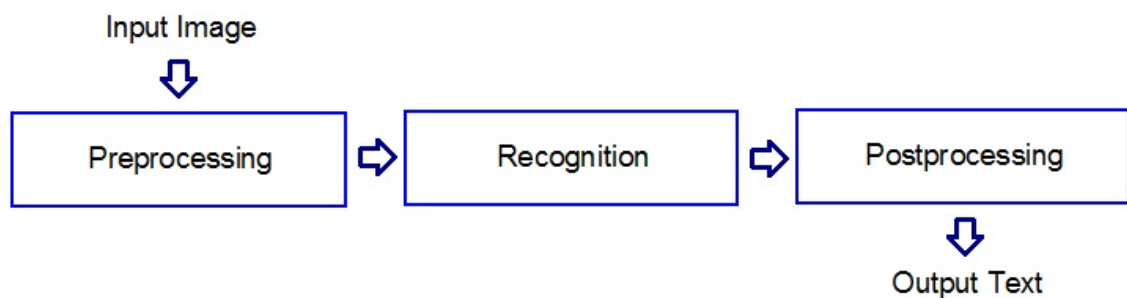 Input Image
Preprocessing
Recognition
Postprocessing
Output Text